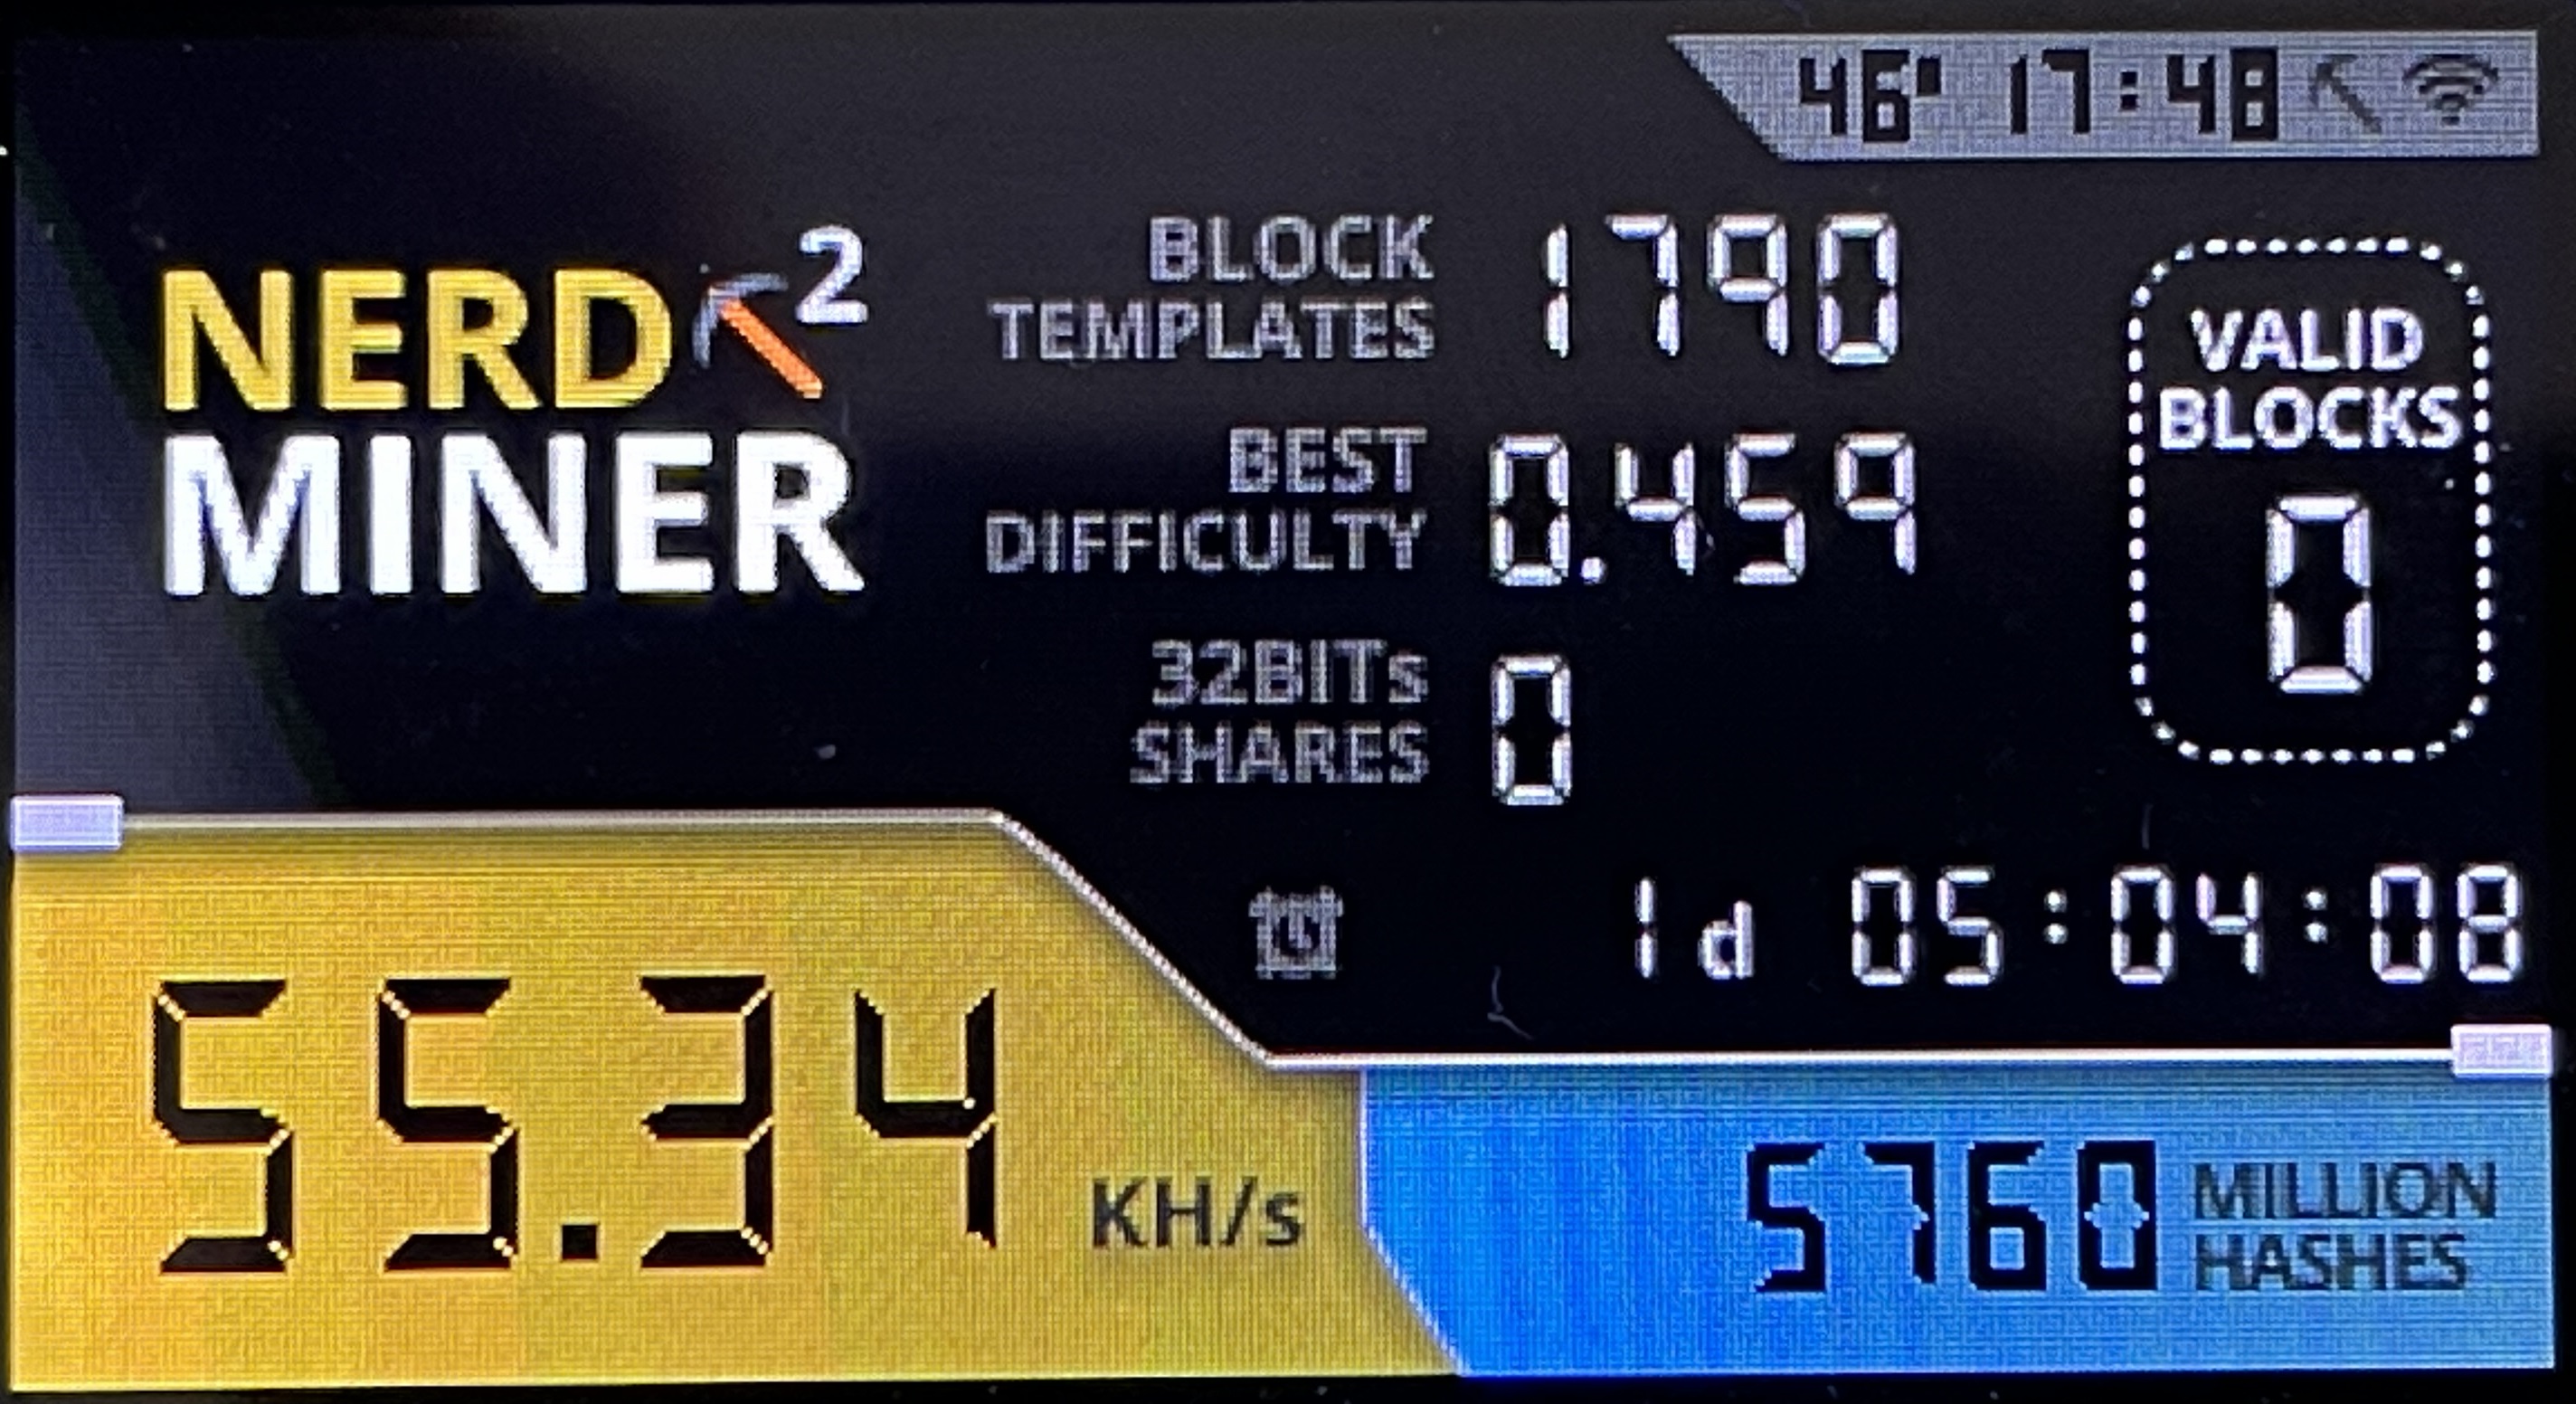 46° 17:48
NERD 2
MINER
BLOCK
TEMPLATES 1790
BEST
DIFFICULTY 0.459
32BITs
SHARES 0
VALID
BLOCKS
0
1d 05:04:08
55.34 KH/s
5760 MILLION
HASHES